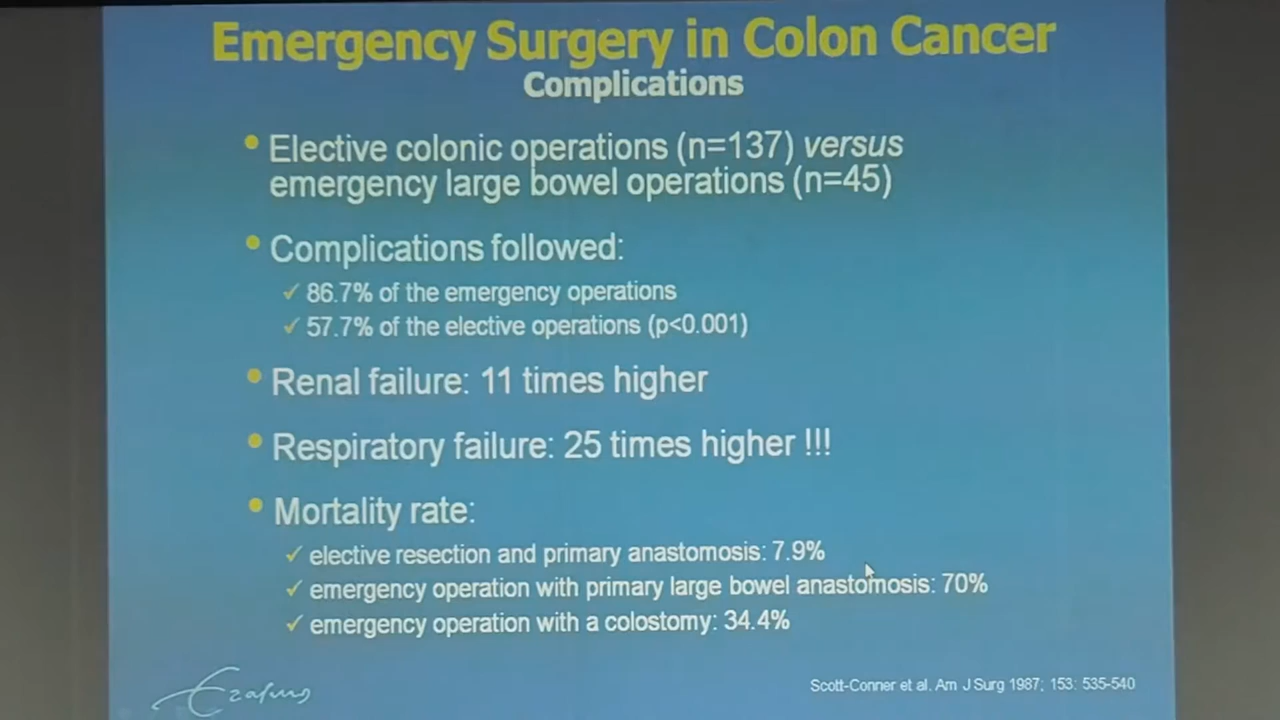 Emergency Surgery in Colon Cancer
Complications
• Elective colonic operations (n=137) versus
emergency large bowel operations (n=45)
• Complications followed:
✓ 86.7% of the emergency operations
✓ 57.7% of the elective operations (p<0.001)
• Renal failure: 11 times higher
• Respiratory failure: 25 times higher !!!
• Mortality rate:
✓ elective resection and primary anastomosis: 7.9%
✓ emergency operation with primary large bowel anastomosis: 70%
✓ emergency operation with a colostomy: 34.4%
Erasmus
Scott-Conner et al. Am J Surg 1987; 153: 535-540